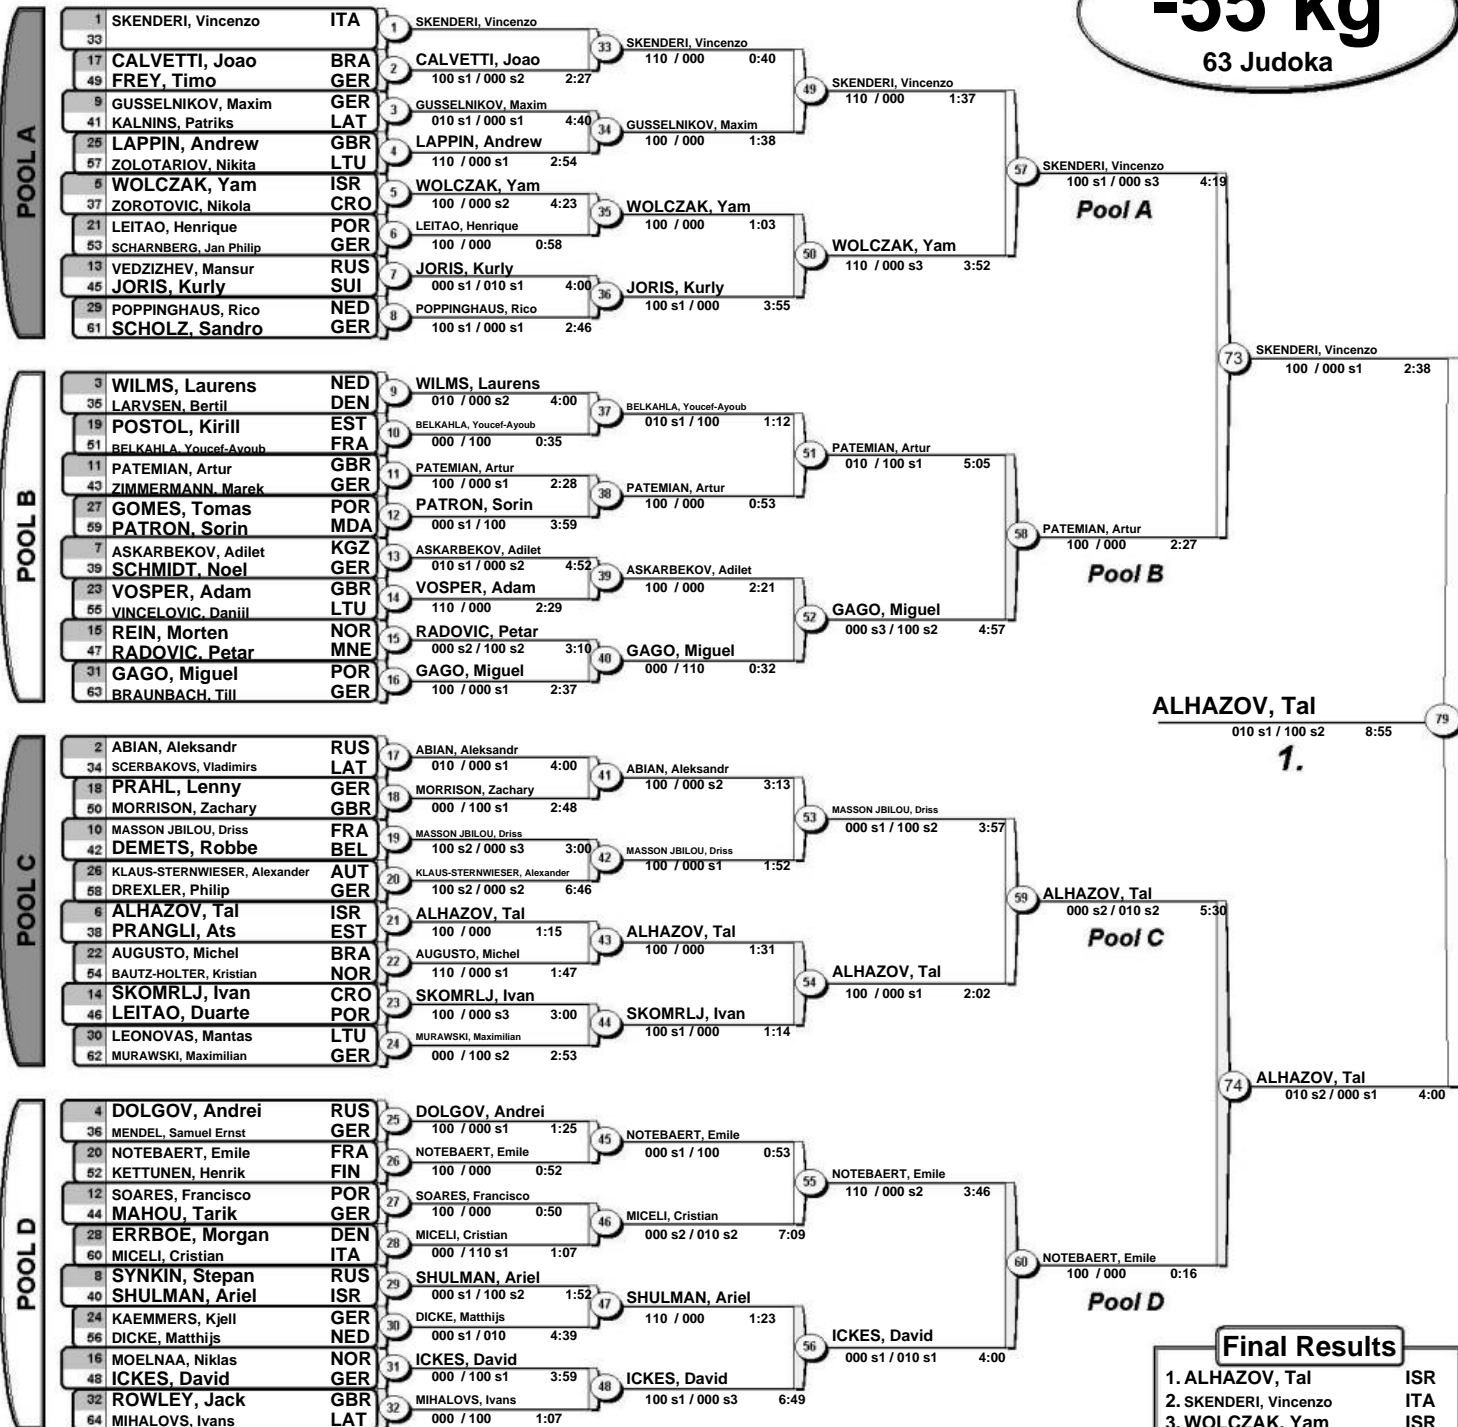 -55 kg
63 Judoka
POOL A
1 SKENDERI, Vincenzo ITA
33
17 CALVETTI, Joao BRA
49 FREY, Timo GER
9 GUSSELNIKOV, Maxim GER
41 KALNINS, Patriks LAT
25 LAPPIN, Andrew GBR
57 ZOLOTARIOV, Nikita LTU
5 WOLCZAK, Yam ISR
37 ZOROTOVIC, Nikola CRO
21 LEITAO, Henrique POR
53 SCHARNBERG, Jan Philip GER
13 VEDZIZHEV, Mansur RUS
45 JORIS, Kurly SUI
29 POPPINGHAUS, Rico NED
61 SCHOLZ, Sandro GER
1 SKENDERI, Vincenzo
2 CALVETTI, Joao
100 s1 / 000 s2 2:27
3 GUSSELNIKOV, Maxim
010 s1 / 000 s1 4:40
4 LAPPIN, Andrew
110 / 000 s1 2:54
5 WOLCZAK, Yam
100 / 000 s2 4:23
6 LEITAO, Henrique
100 / 000 0:58
7 JORIS, Kurly
000 s1 / 010 s1 4:00
8 POPPINGHAUS, Rico
100 s1 / 000 s1 2:46
33 SKENDERI, Vincenzo
110 / 000 0:40
34 GUSSELNIKOV, Maxim
100 / 000 1:38
35 WOLCZAK, Yam
100 / 000 1:03
36 JORIS, Kurly
100 s1 / 000 3:55
49 SKENDERI, Vincenzo
110 / 000 1:37
50 WOLCZAK, Yam
110 / 000 s3 3:52
57 SKENDERI, Vincenzo
100 s1 / 000 s3 4:19
Pool A
POOL B
3 WILMS, Laurens NED
35 LARVSEN, Bertil DEN
19 POSTOL, Kirill EST
51 BELKAHLA, Youcef-Ayoub FRA
11 PATEMIAN, Artur GBR
43 ZIMMERMANN, Marek GER
27 GOMES, Tomas POR
59 PATRON, Sorin MDA
7 ASKARBEKOV, Adilet KGZ
39 SCHMIDT, Noel GER
23 VOSPER, Adam GBR
55 VINCELOVIC, Daniil LTU
15 REIN, Morten NOR
47 RADOVIC, Petar MNE
31 GAGO, Miguel POR
63 BRAUNBACH, Till GER
9 WILMS, Laurens
010 / 000 s2 4:00
10 BELKAHLA, Youcef-Ayoub
000 / 100 0:35
11 PATEMIAN, Artur
100 / 000 s1 2:28
12 PATRON, Sorin
000 s1 / 100 3:59
13 ASKARBEKOV, Adilet
010 s1 / 000 s2 4:52
14 VOSPER, Adam
110 / 000 2:29
15 RADOVIC, Petar
000 s2 / 100 s2 3:10
16 GAGO, Miguel
100 / 000 s1 2:37
37 BELKAHLA, Youcef-Ayoub
010 s1 / 100 1:12
38 PATEMIAN, Artur
100 / 000 0:53
39 ASKARBEKOV, Adilet
100 / 000 2:21
40 GAGO, Miguel
000 / 110 0:32
51 PATEMIAN, Artur
010 / 100 s1 5:05
52 GAGO, Miguel
000 s3 / 100 s2 4:57
58 PATEMIAN, Artur
100 / 000 2:27
Pool B
73 SKENDERI, Vincenzo
100 / 000 s1 2:38
ALHAZOV, Tal 79
010 s1 / 100 s2 8:55
1.
POOL C
2 ABIAN, Aleksandr RUS
34 SCERBAKOVS, Vladimirs LAT
18 PRAHL, Lenny GER
50 MORRISON, Zachary GBR
10 MASSON JBILOU, Driss FRA
42 DEMETS, Robbe BEL
26 KLAUS-STERNWIESER, Alexander AUT
58 DREXLER, Philip GER
6 ALHAZOV, Tal ISR
38 PRANGLI, Ats EST
22 AUGUSTO, Michel BRA
54 BAUTZ-HOLTER, Kristian NOR
14 SKOMRLJ, Ivan CRO
46 LEITAO, Duarte POR
30 LEONOVAS, Mantas LTU
62 MURAWSKI, Maximilian GER
17 ABIAN, Aleksandr
010 / 000 s1 4:00
18 MORRISON, Zachary
000 / 100 s1 2:48
19 MASSON JBILOU, Driss
100 s2 / 000 s3 3:00
20 KLAUS-STERNWIESER, Alexander
100 s2 / 000 s2 6:46
21 ALHAZOV, Tal
100 / 000 1:15
22 AUGUSTO, Michel
110 / 000 s1 1:47
23 SKOMRLJ, Ivan
100 / 000 s3 3:00
24 MURAWSKI, Maximilian
000 / 100 s2 2:53
41 ABIAN, Aleksandr
100 / 000 s2 3:13
42 MASSON JBILOU, Driss
100 / 000 s1 1:52
43 ALHAZOV, Tal
100 / 000 1:31
44 SKOMRLJ, Ivan
100 s1 / 000 1:14
53 MASSON JBILOU, Driss
000 s1 / 100 s2 3:57
54 ALHAZOV, Tal
100 / 000 s1 2:02
59 ALHAZOV, Tal
000 s2 / 010 s2 5:30
Pool C
POOL D
4 DOLGOV, Andrei RUS
36 MENDEL, Samuel Ernst GER
20 NOTEBAERT, Emile FRA
52 KETTUNEN, Henrik FIN
12 SOARES, Francisco POR
44 MAHOU, Tarik GER
28 ERRBOE, Morgan DEN
60 MICELI, Cristian ITA
8 SYNKIN, Stepan RUS
40 SHULMAN, Ariel ISR
24 KAEMMERS, Kjell GER
56 DICKE, Matthijs NED
16 MOELNAA, Niklas NOR
48 ICKES, David GER
32 ROWLEY, Jack GBR
64 MIHALOVS, Ivans LAT
25 DOLGOV, Andrei
100 / 000 s1 1:25
26 NOTEBAERT, Emile
100 / 000 0:52
27 SOARES, Francisco
100 / 000 0:50
28 MICELI, Cristian
000 / 110 s1 1:07
29 SHULMAN, Ariel
000 s1 / 100 s2 1:52
30 DICKE, Matthijs
000 s1 / 010 4:39
31 ICKES, David
000 / 100 s1 3:59
32 MIHALOVS, Ivans
000 / 100 1:07
45 NOTEBAERT, Emile
000 s1 / 100 0:53
46 MICELI, Cristian
000 s2 / 010 s2 7:09
47 SHULMAN, Ariel
110 / 000 1:23
48 ICKES, David
100 s1 / 000 s3 6:49
55 NOTEBAERT, Emile
110 / 000 s2 3:46
56 ICKES, David
000 s1 / 010 s1 4:00
60 NOTEBAERT, Emile
100 / 000 0:16
Pool D
74 ALHAZOV, Tal
010 s2 / 000 s1 4:00
Final Results
1. ALHAZOV, Tal ISR
2. SKENDERI, Vincenzo ITA
3. WOLCZAK, Yam ISR